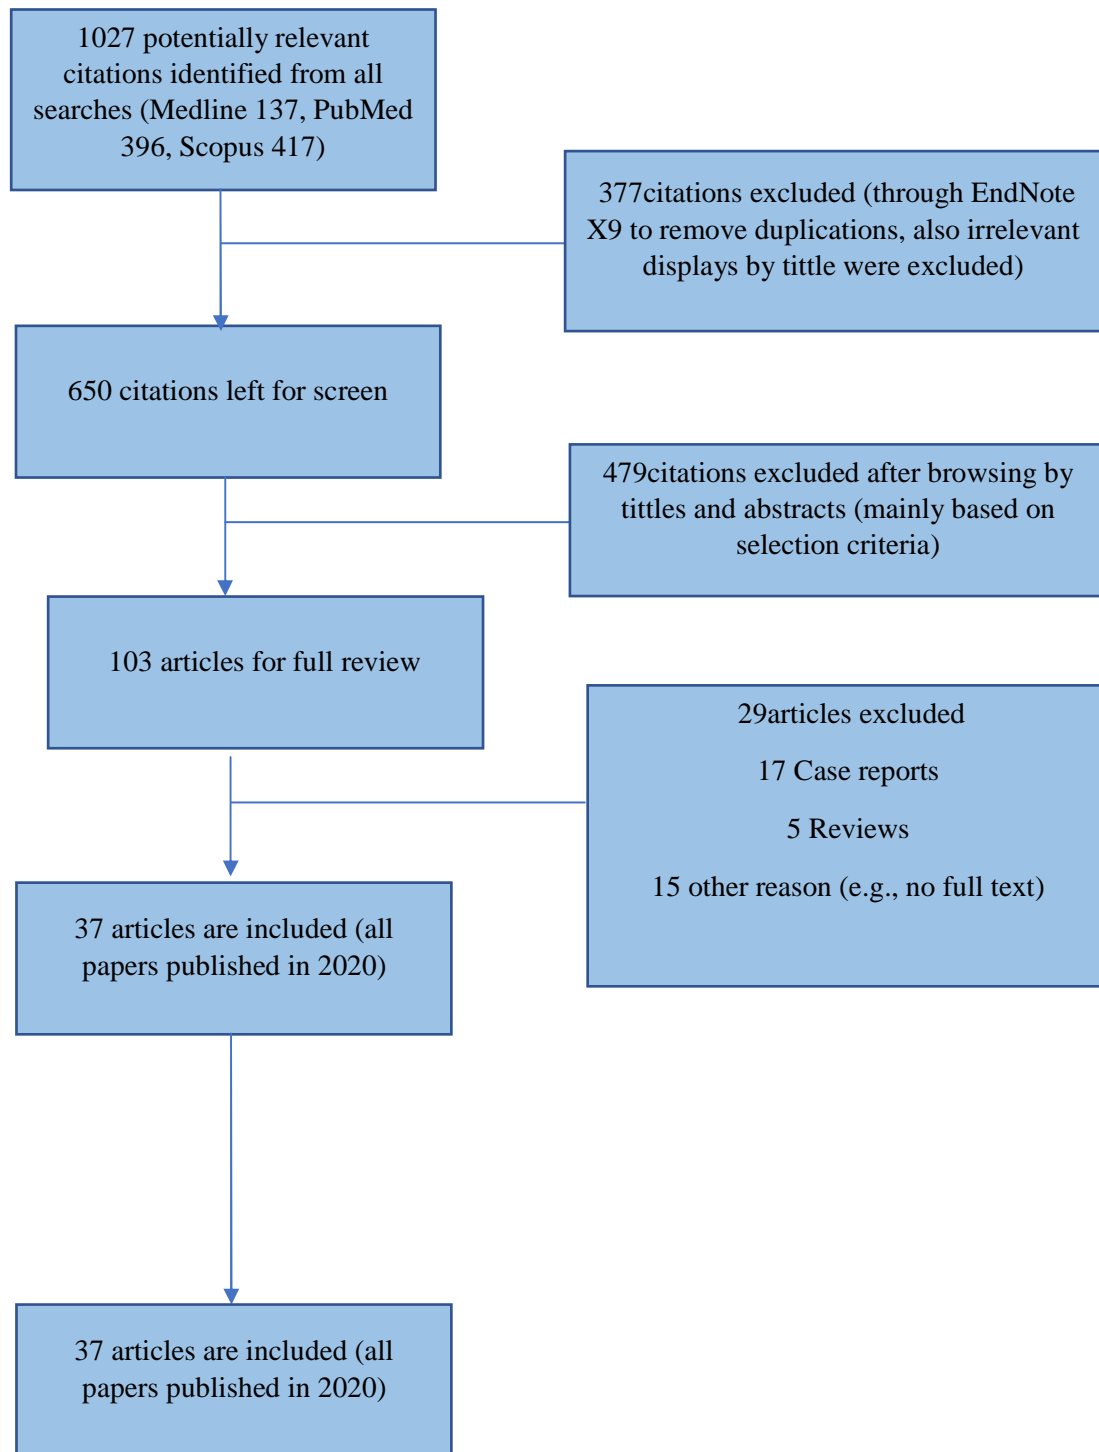 1027 potentially relevant
citations identified from all
searches (Medline 137, PubMed
396, Scopus 417)
377citations excluded (through EndNote
X9 to remove duplications, also irrelevant
displays by tittle were excluded)
650 citations left for screen
479citations excluded after browsing by
tittles and abstracts (mainly based on
selection criteria)
103 articles for full review
29articles excluded
17 Case reports
5 Reviews
15 other reason (e.g., no full text)
37 articles are included (all
papers published in 2020)
37 articles are included (all
papers published in 2020)